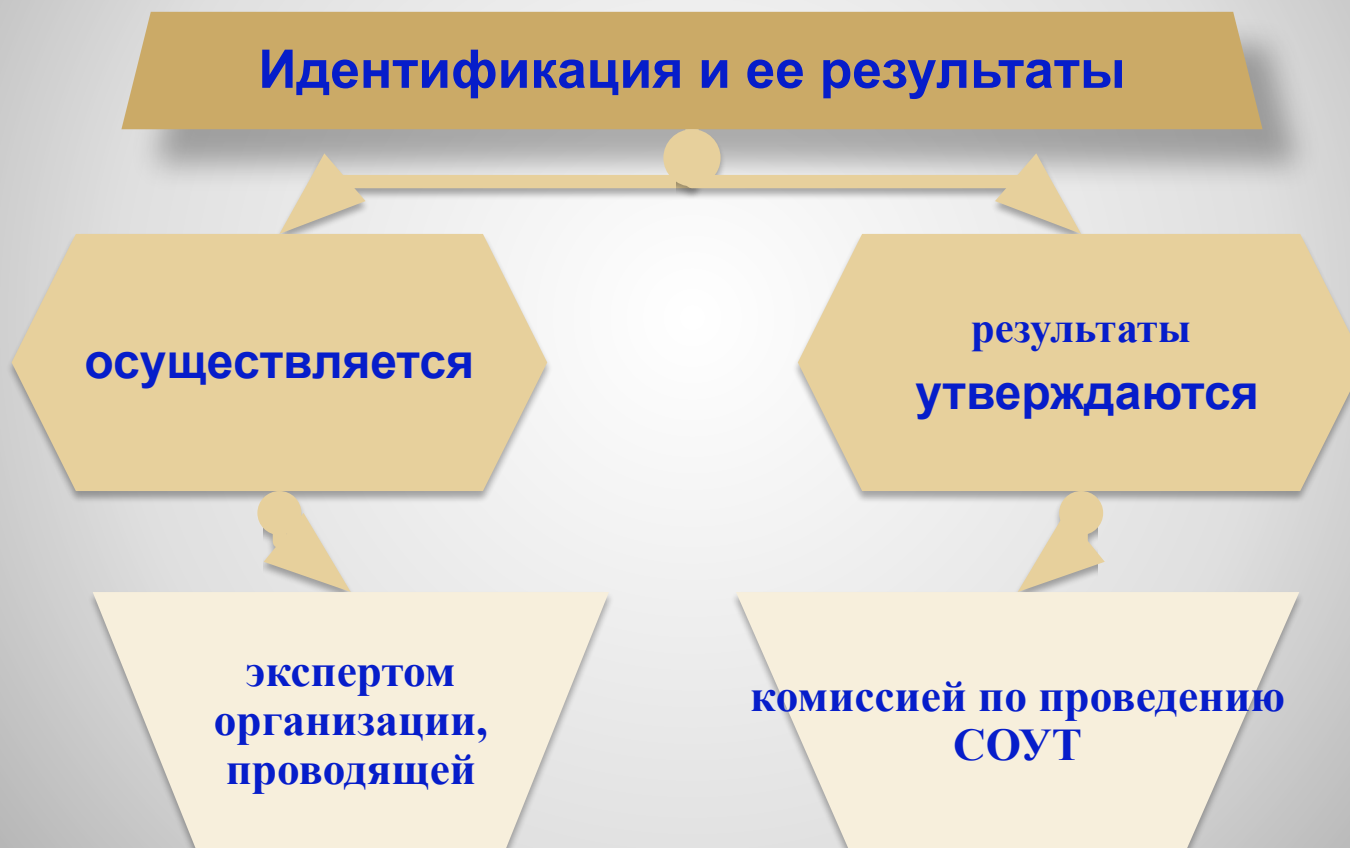 Идентификация и ее результаты
осуществляется
результаты
утверждаются
экспертом
организации,
проводящей
комиссией по проведению
СОУТ